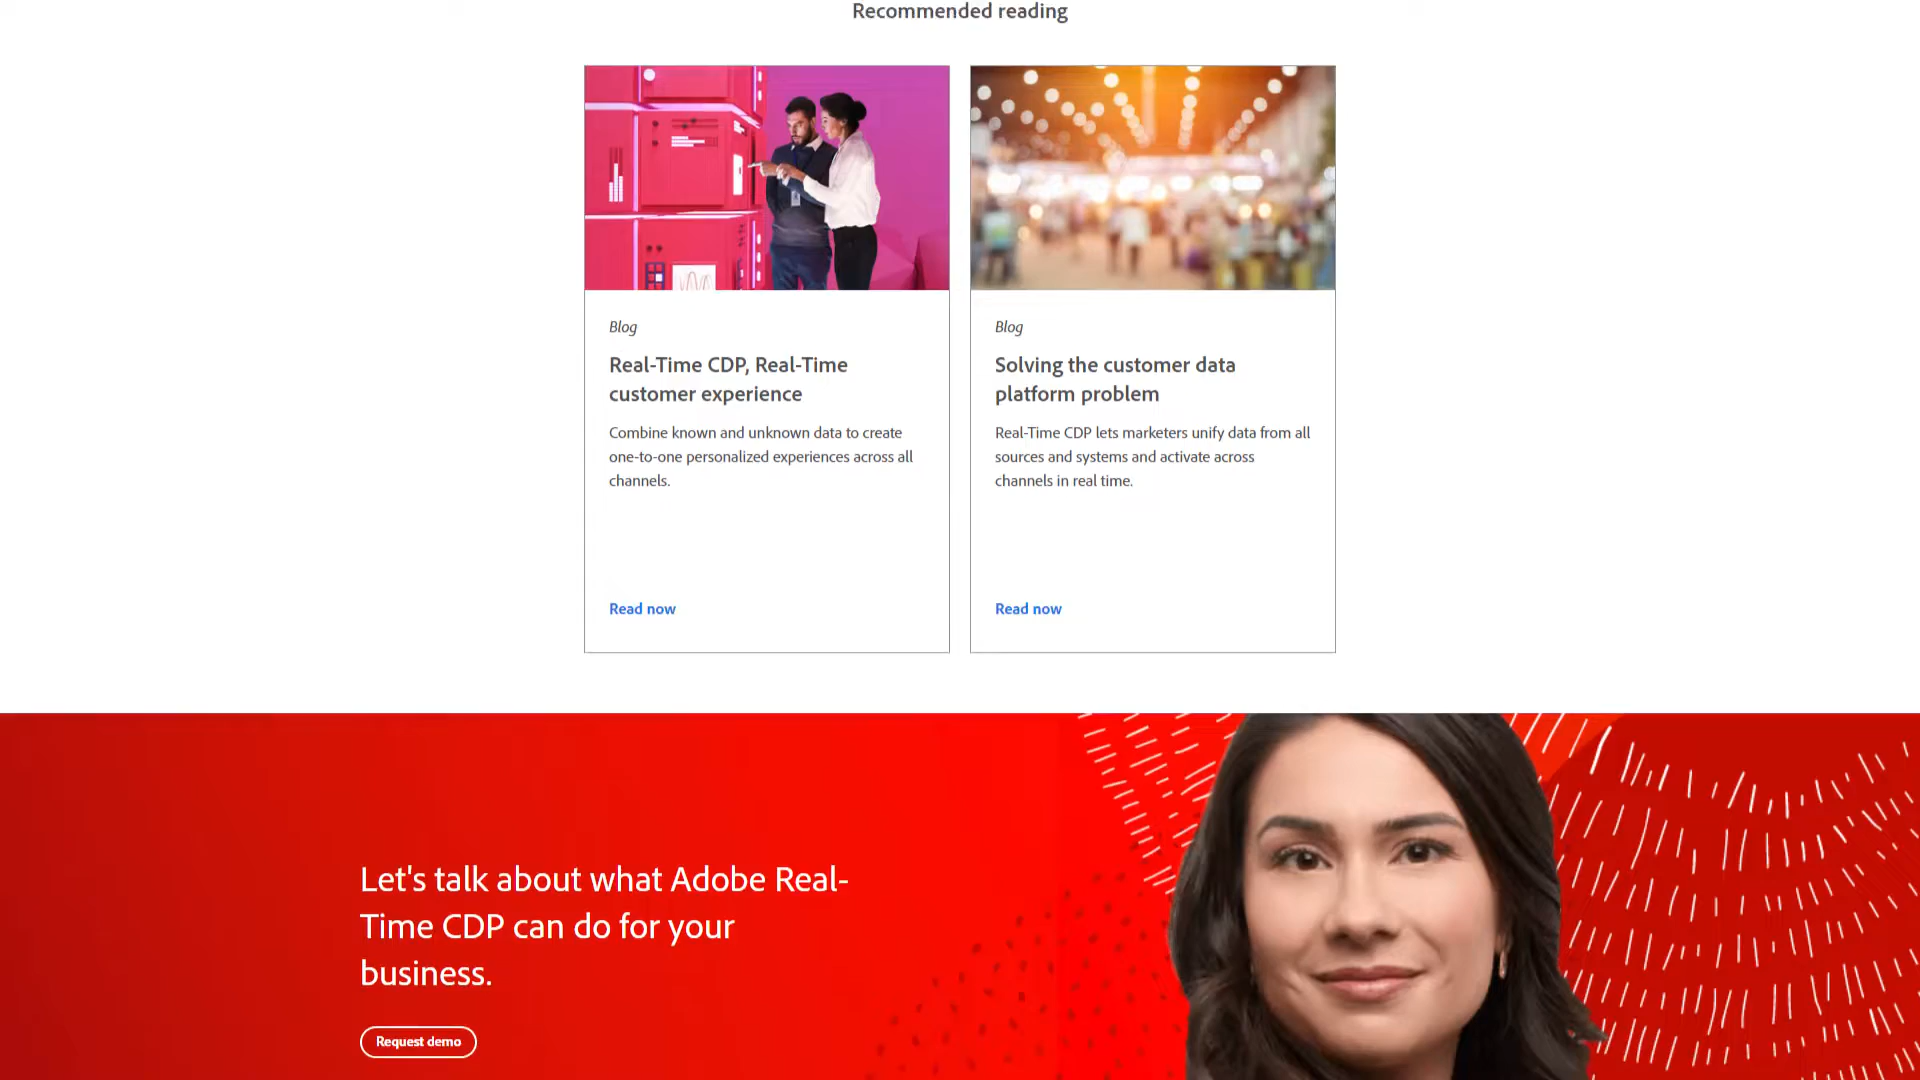 Recommended reading
Blog
Real-Time CDP, Real-Time
customer experience
Combine known and unknown data to create
one-to-one personalized experiences across all
channels.
Read now
Blog
Solving the customer data
platform problem
Real-Time CDP lets marketers unify data from all
sources and systems and activate across
channels in real time.
Read now
Let's talk about what Adobe Real-
Time CDP can do for your
business.
Request demo